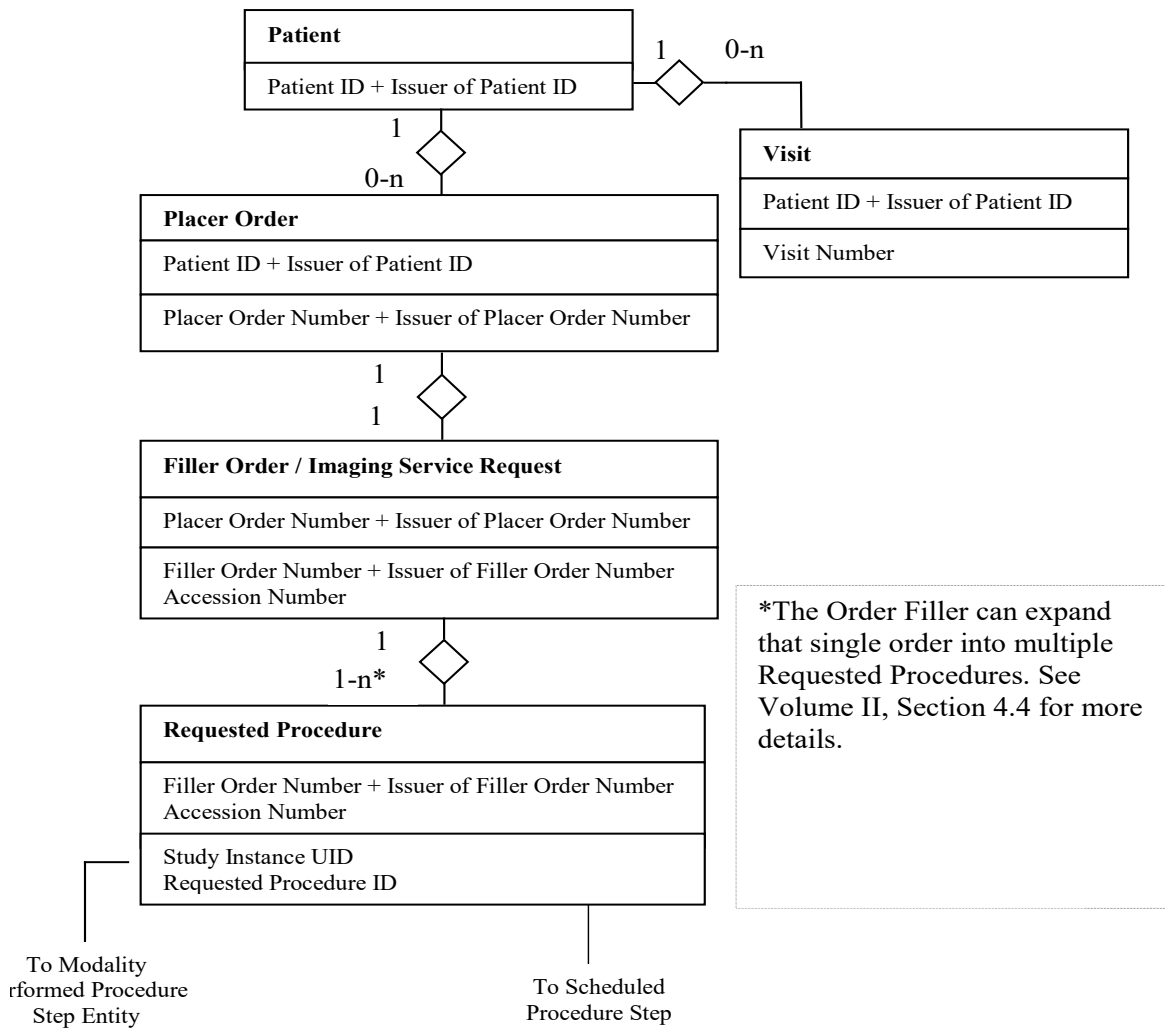 Patient
Patient ID + Issuer of Patient ID
1
0-n
1
0-n
Visit
Patient ID + Issuer of Patient ID
Visit Number
Placer Order
Patient ID + Issuer of Patient ID
Placer Order Number + Issuer of Placer Order Number
1
1
Filler Order / Imaging Service Request
Placer Order Number + Issuer of Placer Order Number
Filler Order Number + Issuer of Filler Order Number
Accession Number
1
1-n*
*The Order Filler can expand
that single order into multiple
Requested Procedures. See
Volume II, Section 4.4 for more
details.
Requested Procedure
Filler Order Number + Issuer of Filler Order Number
Accession Number
Study Instance UID
Requested Procedure ID
To Modality
rformed Procedure
Step Entity
To Scheduled
Procedure Step